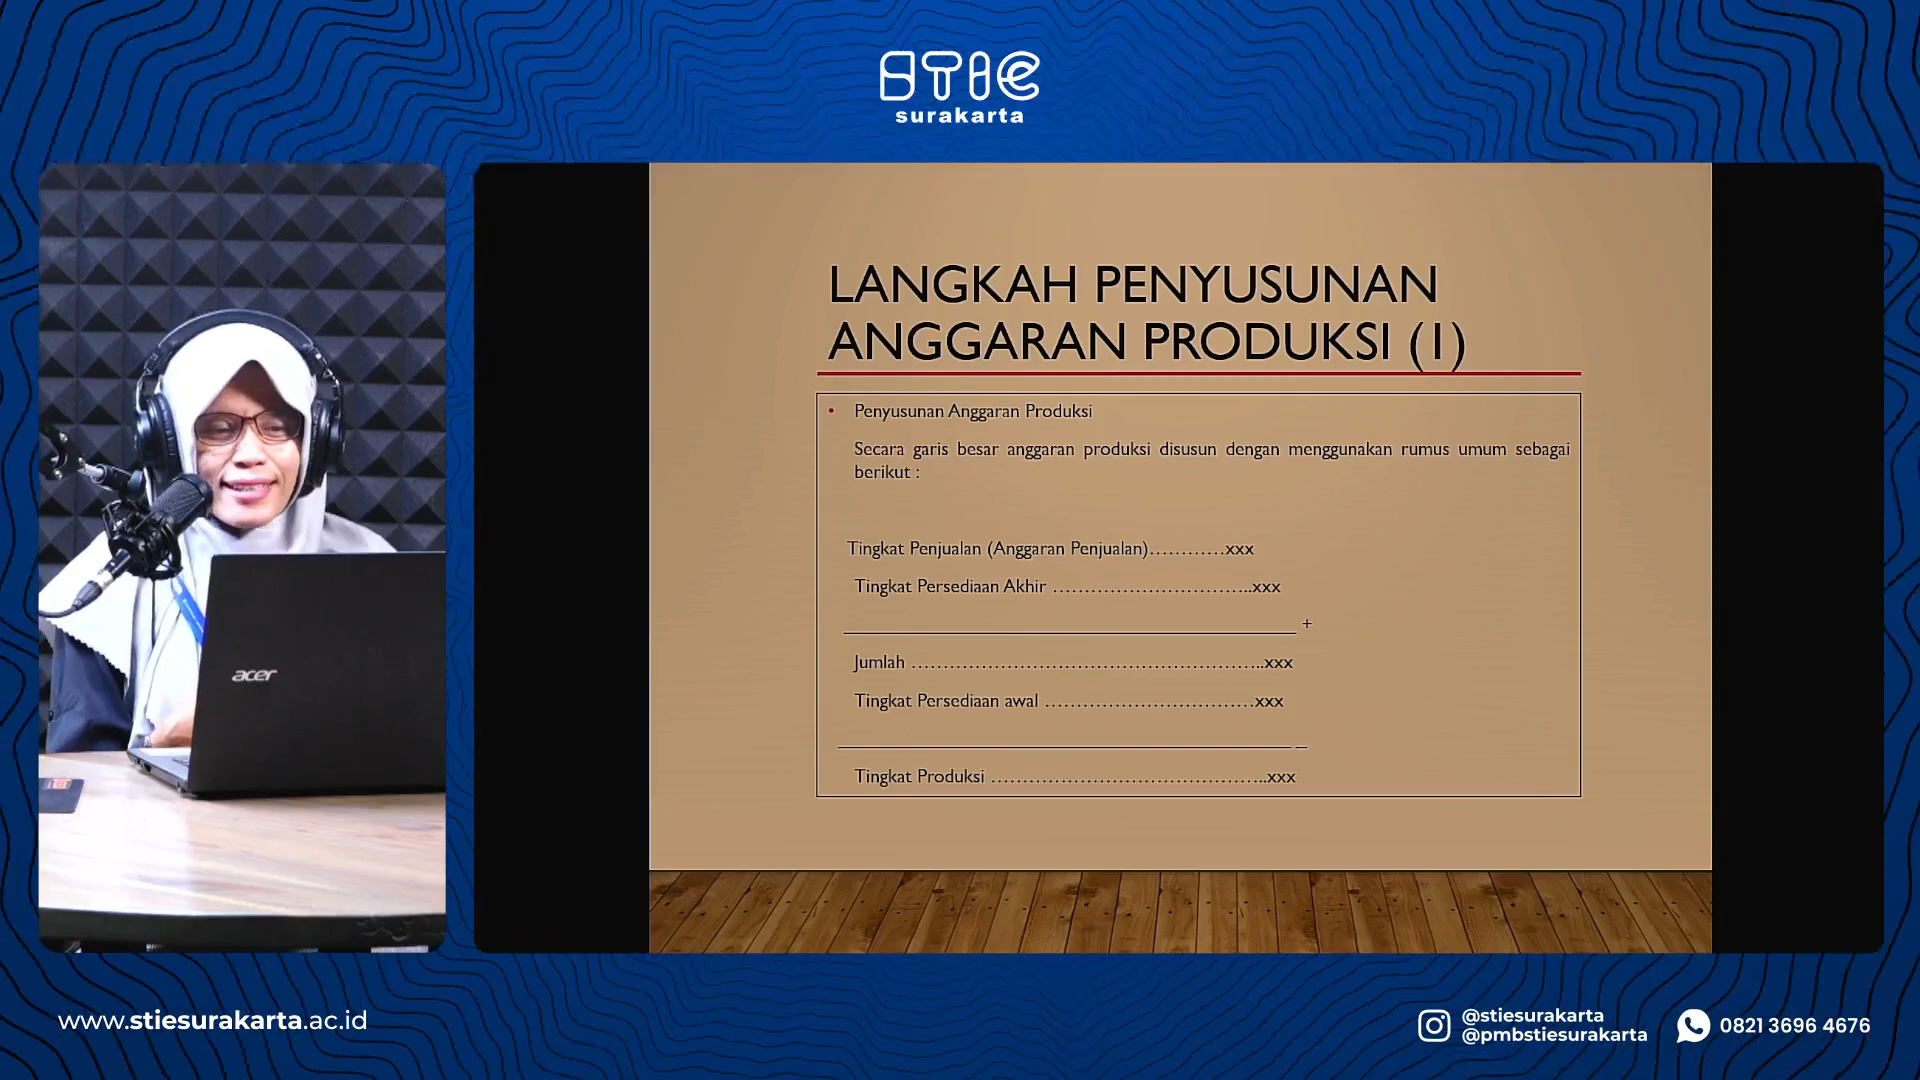 STIE
surakarta
LANGKAH PENYUSUNAN
ANGGARAN PRODUKSI (1)
• Penyusunan Anggaran Produksi
Secara garis besar anggaran produksi disusun dengan menggunakan rumus umum sebagai
berikut :
Tingkat Penjualan (Anggaran Penjualan)…………xxx
Tingkat Persediaan Akhir …………………………..xxx
+
Jumlah ………………………………………………..xxx
Tingkat Persediaan awal ……………………………xxx
_
Tingkat Produksi ……………………………………..xxx
acer
www.stiesurakarta.ac.id
@stiesurakarta
@pmbstiesurakarta
0821 3696 4676